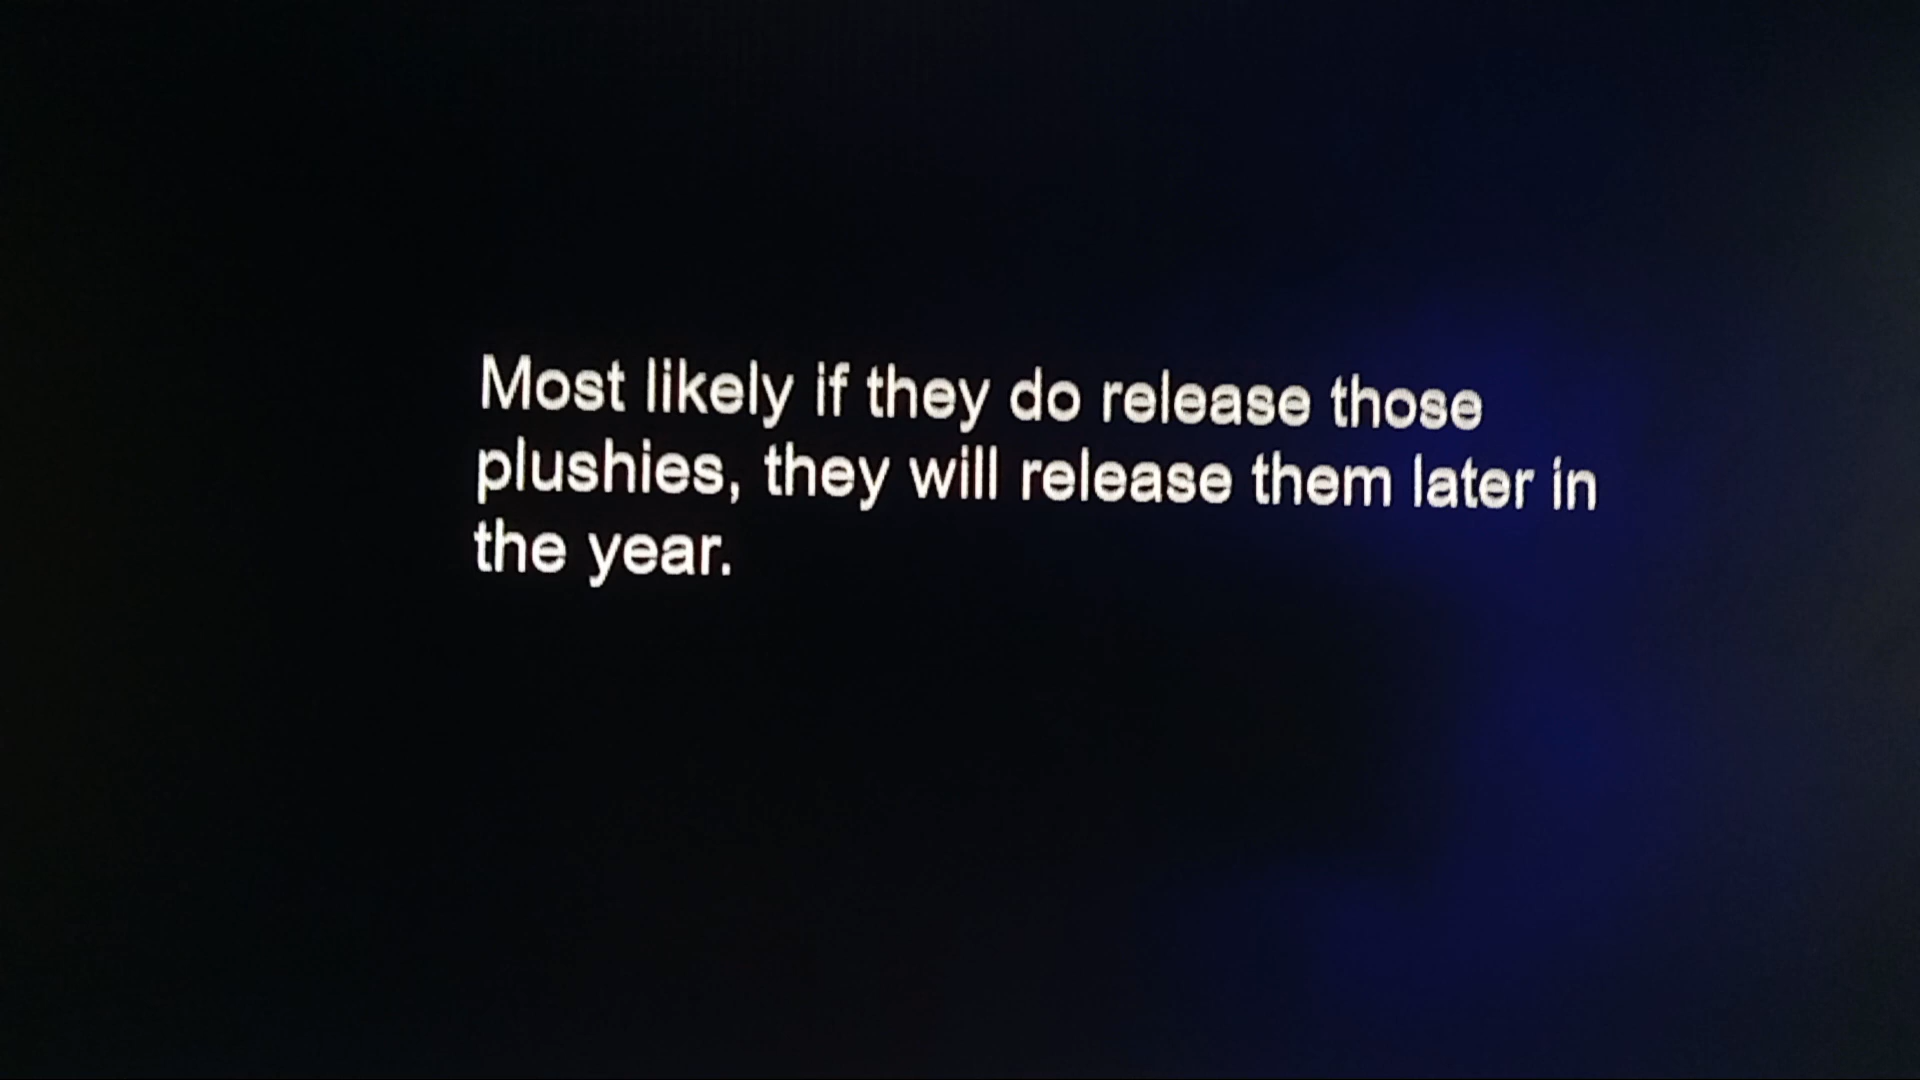 Most likely if they do release those
plushies, they will release them later in
the year.